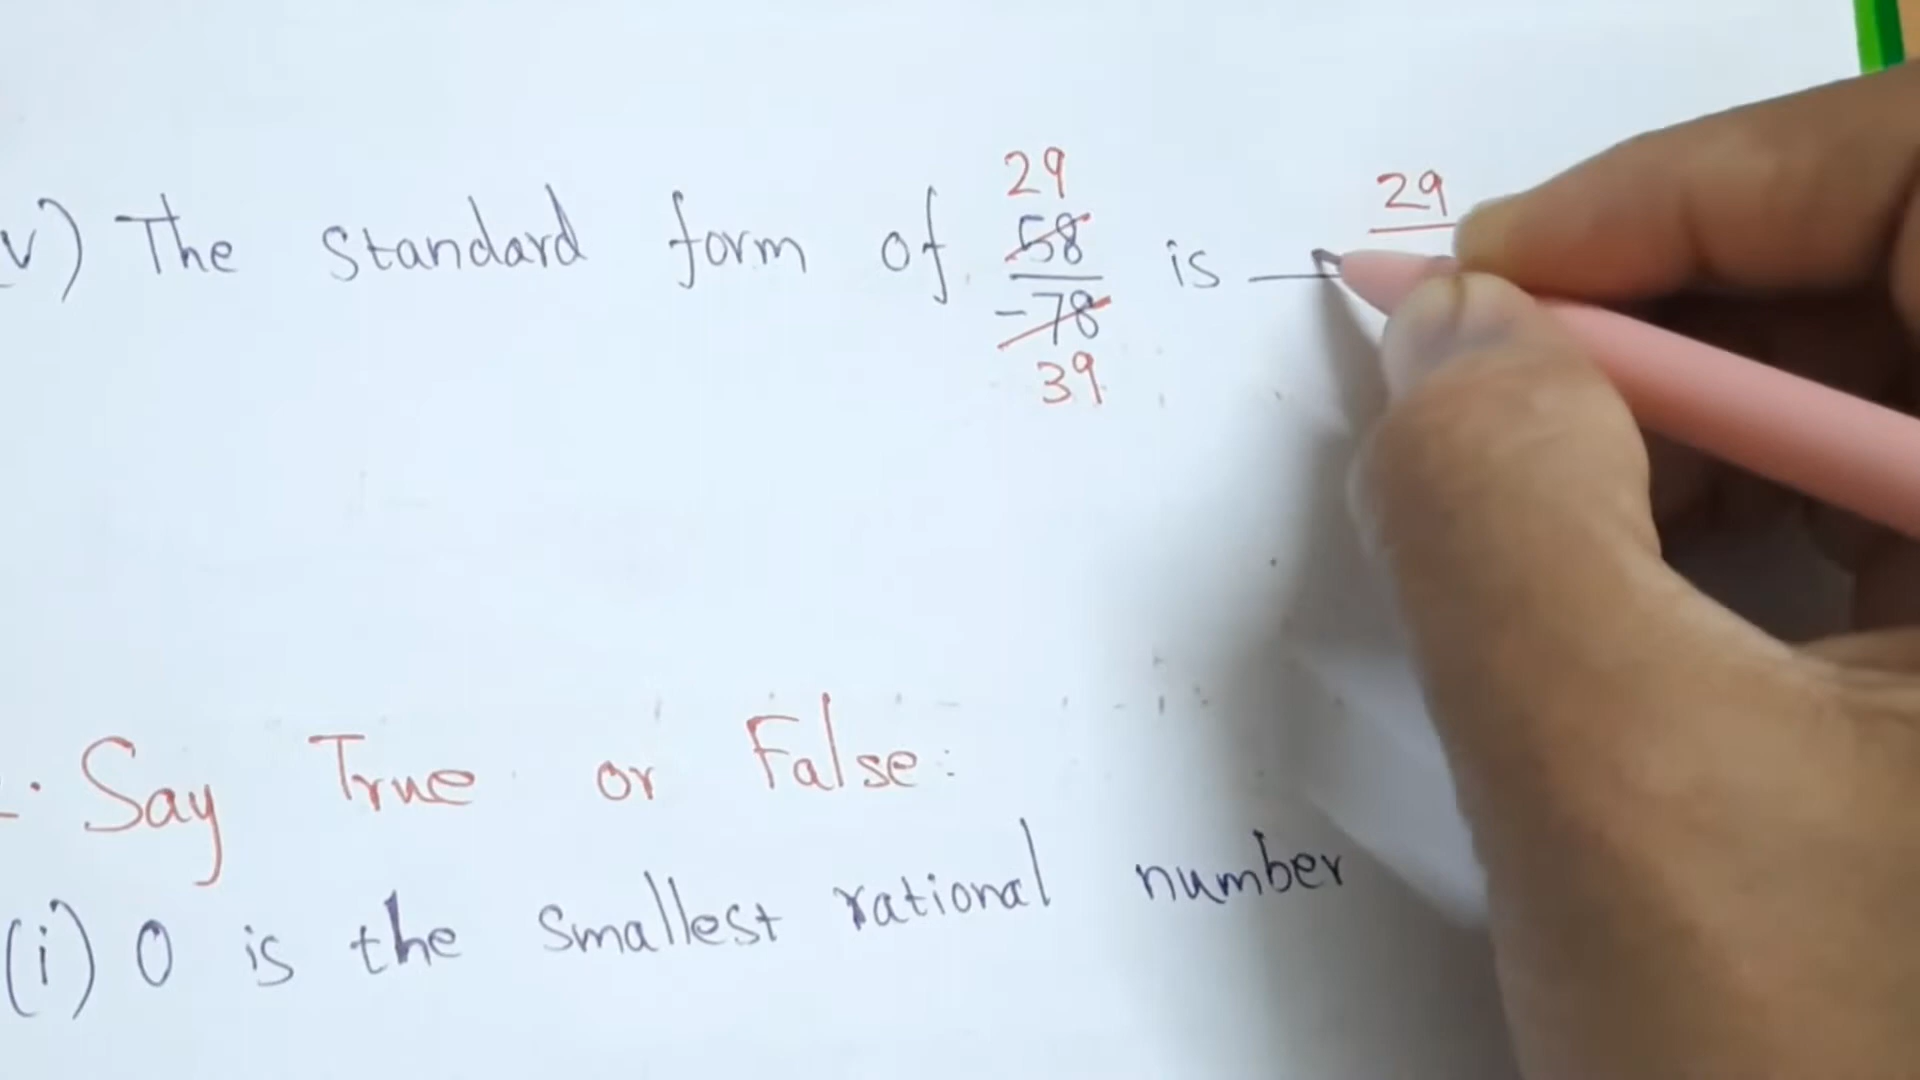 29 29
v) The standard form of 58 is
-78
39
Say True or False:
(i) 0 is the smallest rational number